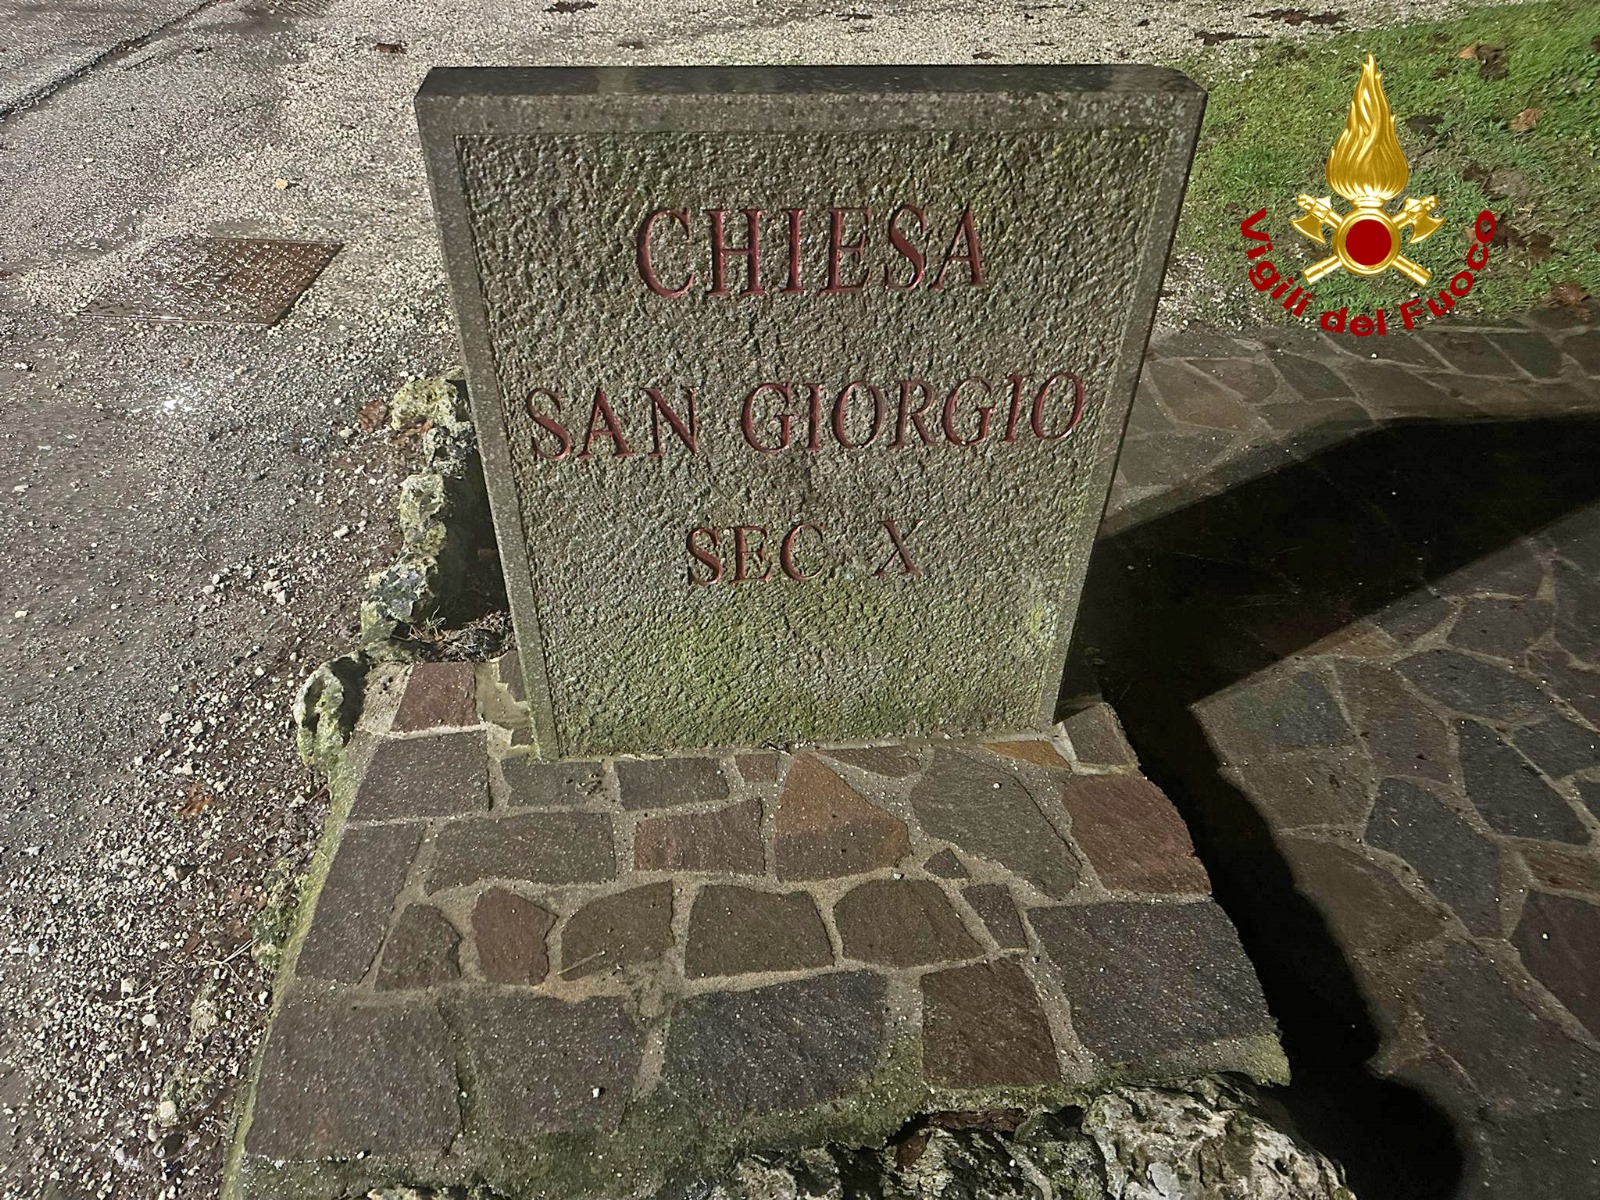 CHIESA
SAN GIORGIO
SEC X
Vigili del Fuoco